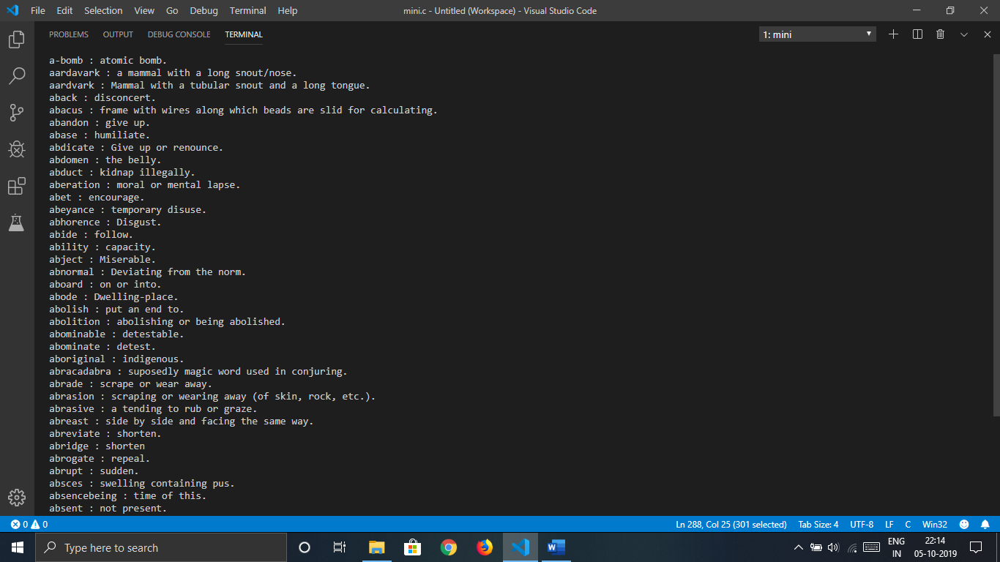 File Edit Selection View Go Debug Terminal Help mini.c - Untitled (Workspace) - Visual Studio Code
PROBLEMS OUTPUT DEBUG CONSOLE TERMINAL 1: mini
a-bomb : atomic bomb.
aardavark : a mammal with a long snout/nose.
aardvark : Mammal with a tubular snout and a long tongue.
aback : disconcert.
abacus : frame with wires along which beads are slid for calculating.
abandon : give up.
abase : humiliate.
abdicate : Give up or renounce.
abdomen : the belly.
abduct : kidnap illegally.
aberation : moral or mental lapse.
abet : encourage.
abeyance : temporary disuse.
abhorence : Disgust.
abide : follow.
ability : capacity.
abject : Miserable.
abnormal : Deviating from the norm.
aboard : on or into.
abode : Dwelling-place.
abolish : put an end to.
abolition : abolishing or being abolished.
abominable : detestable.
abominate : detest.
aboriginal : indigenous.
abracadabra : suposedly magic word used in conjuring.
abrade : scrape or wear away.
abrasion : scraping or wearing away (of skin, rock, etc.).
abrasive : a tending to rub or graze.
abreast : side by side and facing the same way.
abreviate : shorten.
abridge : shorten
abrogate : repeal.
abrupt : sudden.
absces : swelling containing pus.
absencebeing : time of this.
absent : not present.
0 0 Ln 288, Col 25 (301 selected) Tab Size: 4 UTF-8 LF C Win32
Type here to search ENG 22:14
IN 05-10-2019